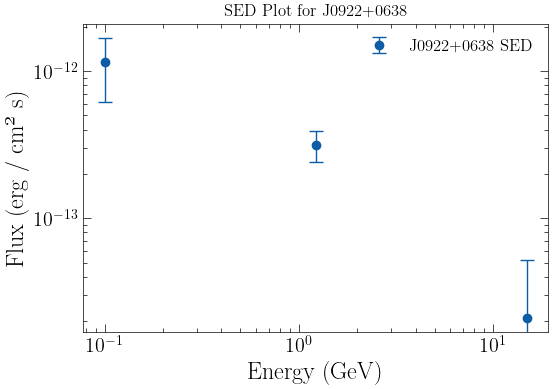 SED Plot for J0922+0638
J0922+0638 SED
Flux (erg / cm² s)
10⁻¹²
10⁻¹³
10⁻¹
10⁰
10¹
Energy (GeV)